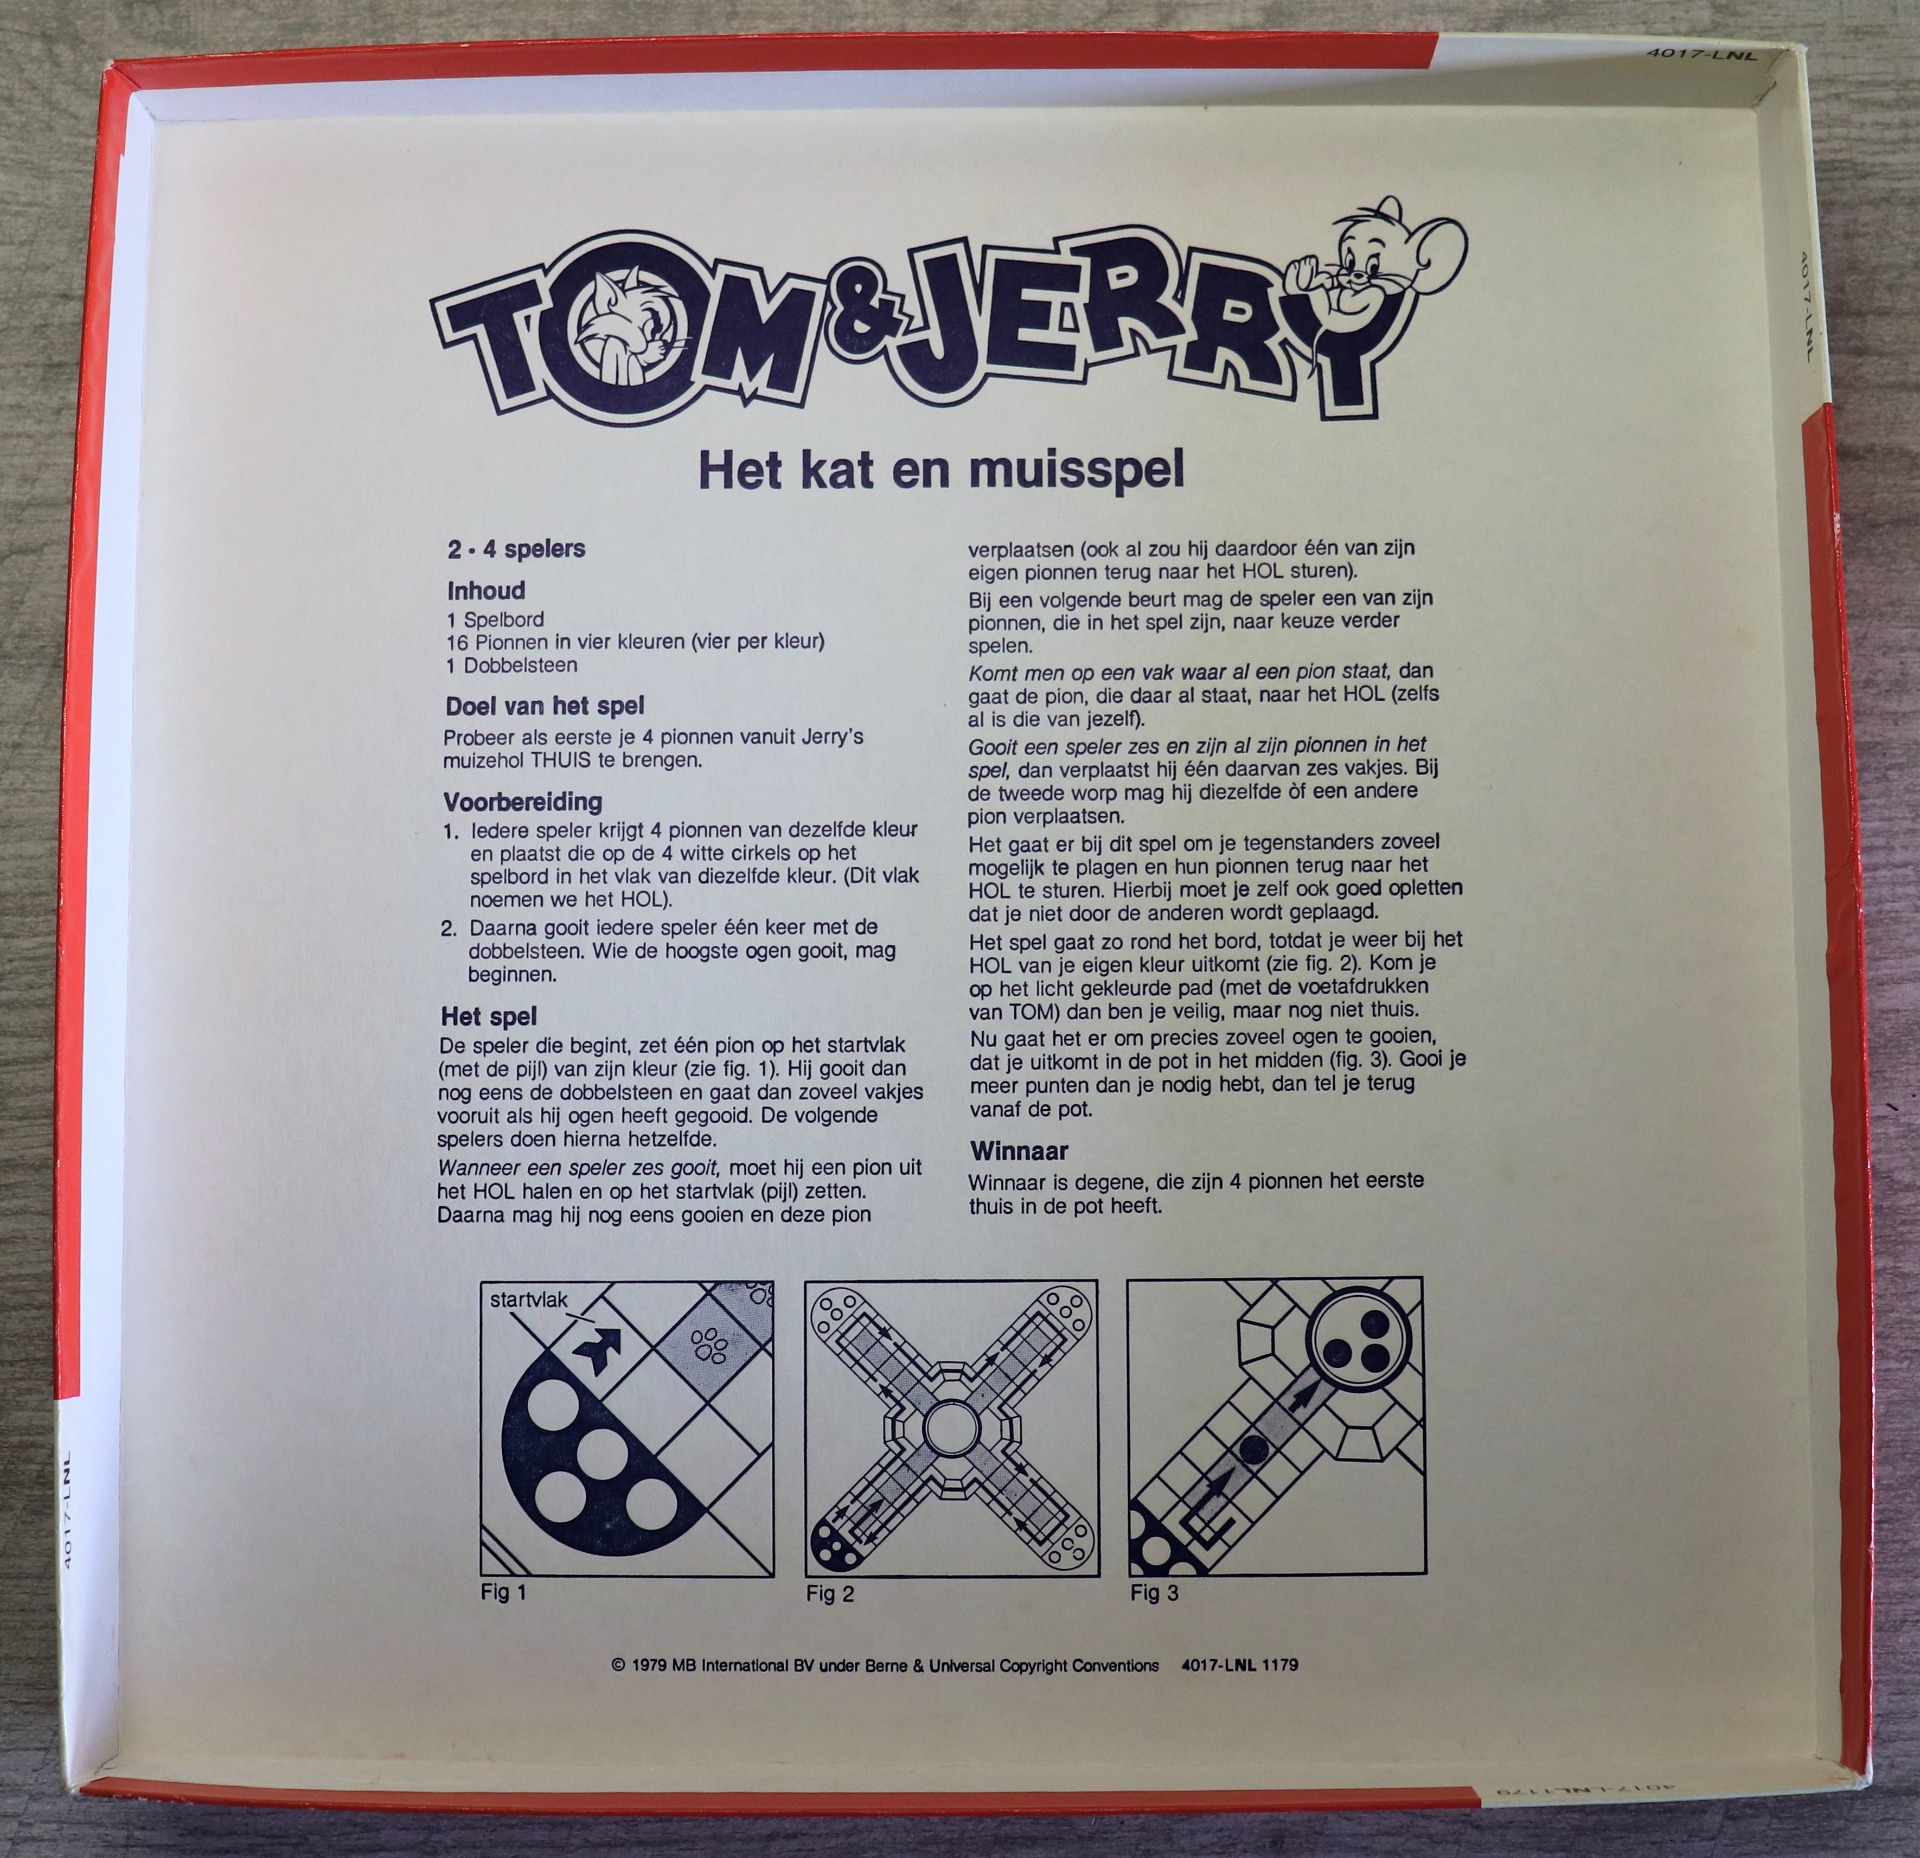 4017-LNL
4017-LNL
TOM & JERRY
Het kat en muisspel
2 - 4 spelers
Inhoud
1 Spelbord
16 Pionnen in vier kleuren (vier per kleur)
1 Dobbelsteen
Doel van het spel
Probeer als eerste je 4 pionnen vanuit Jerry's
muizehol THUIS te brengen.
Voorbereiding
1. Iedere speler krijgt 4 pionnen van dezelfde kleur
en plaatst die op de 4 witte cirkels op het
spelbord in het vlak van diezelfde kleur. (Dit vlak
noemen we het HOL).
2. Daarna gooit iedere speler één keer met de
dobbelsteen. Wie de hoogste ogen gooit, mag
beginnen.
Het spel
De speler die begint, zet één pion op het startvlak
(met de pijl) van zijn kleur (zie fig. 1). Hij gooit dan
nog eens de dobbelsteen en gaat dan zoveel vakjes
vooruit als hij ogen heeft gegooid. De volgende
spelers doen hierna hetzelfde.
Wanneer een speler zes gooit, moet hij een pion uit
het HOL halen en op het startvlak (pijl) zetten.
Daarna mag hij nog eens gooien en deze pion
verplaatsen (ook al zou hij daardoor één van zijn
eigen pionnen terug naar het HOL sturen).
Bij een volgende beurt mag de speler een van zijn
pionnen, die in het spel zijn, naar keuze verder
spelen.
Komt men op een vak waar al een pion staat, dan
gaat de pion, die daar al staat, naar het HOL (zelfs
al is die van jezelf).
Gooit een speler zes en zijn al zijn pionnen in het
spel, dan verplaatst hij één daarvan zes vakjes. Bij
de tweede worp mag hij diezelfde òf een andere
pion verplaatsen.
Het gaat er bij dit spel om je tegenstanders zoveel
mogelijk te plagen en hun pionnen terug naar het
HOL te sturen. Hierbij moet je zelf ook goed opletten
dat je niet door de anderen wordt geplaagd.
Het spel gaat zo rond het bord, totdat je weer bij het
HOL van je eigen kleur uitkomt (zie fig. 2). Kom je
op het licht gekleurde pad (met de voetafdrukken
van TOM) dan ben je veilig, maar nog niet thuis.
Nu gaat het er om precies zoveel ogen te gooien,
dat je uitkomt in de pot in het midden (fig. 3). Gooi je
meer punten dan je nodig hebt, dan tel je terug
vanaf de pot.
Winnaar
Winnaar is degene, die zijn 4 pionnen het eerste
thuis in de pot heeft.
startvlak
Fig 1
Fig 2
Fig 3
4017-LNL
© 1979 MB International BV under Berne & Universal Copyright Conventions 4017-LNL 1179
4017-LNL 1179